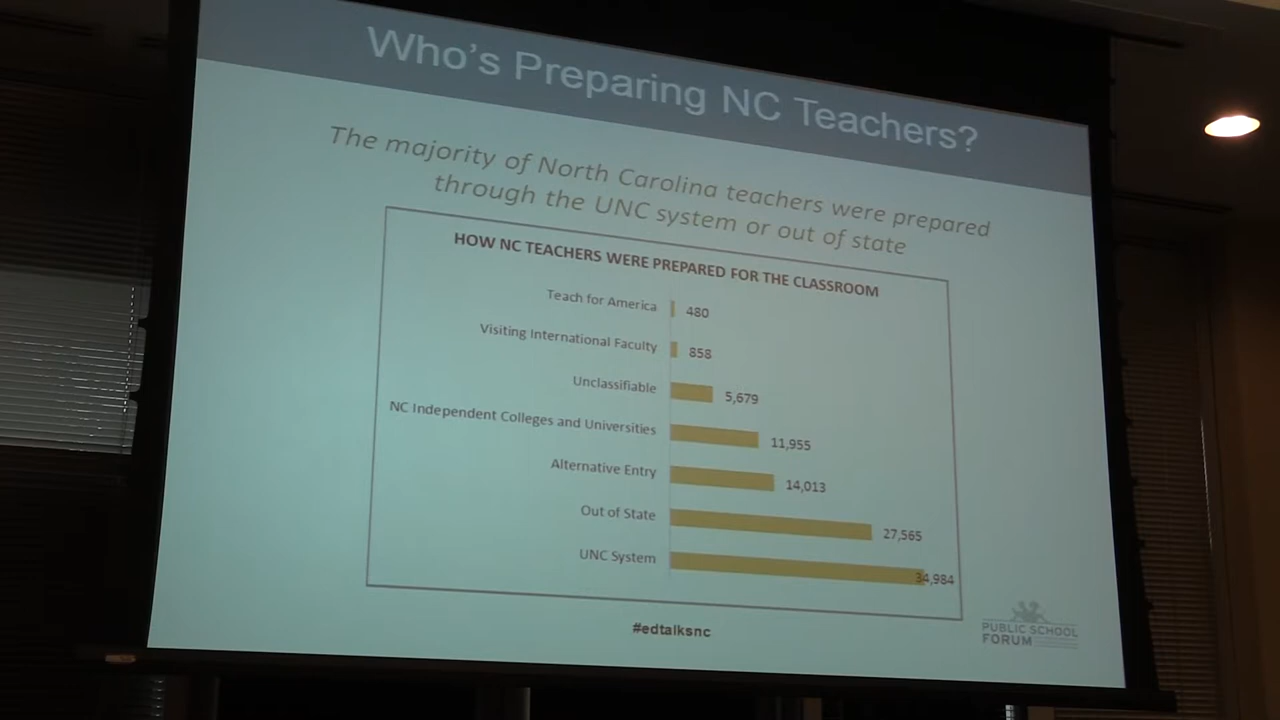 Who's Preparing NC Teachers?
The majority of North Carolina teachers were prepared
through the UNC system or out of state
HOW NC TEACHERS WERE PREPARED FOR THE CLASSROOM
Teach for America 480
Visiting International Faculty 858
Unclassifiable 5,679
NC Independent Colleges and Universities 11,955
Alternative Entry 14,013
Out of State 27,565
UNC System 34,984
#edtalksnc
PUBLIC SCHOOL
FORUM